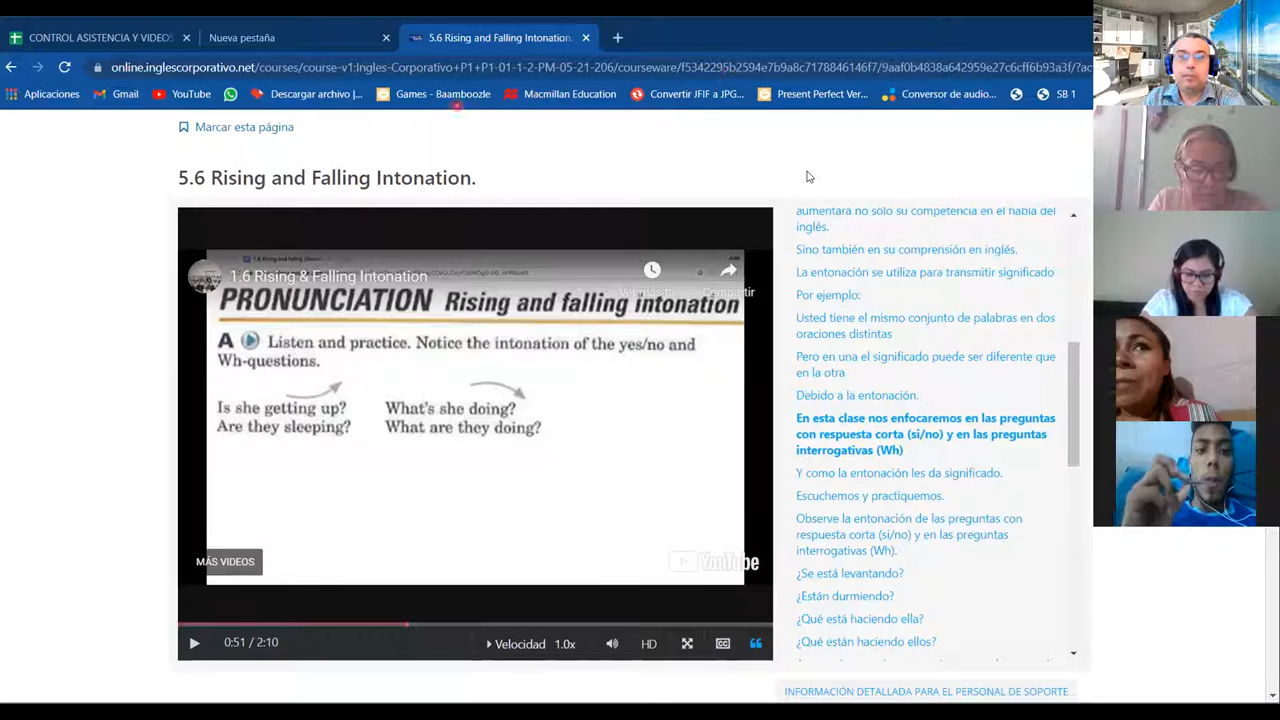 CONTROL ASISTENCIA Y VIDEOS
Nueva pestaña
5.6 Rising and Falling Intonation.
online.inglescorporativo.net/courses/course-v1:Ingles-Corporativo+P1+P1-01-1-2-PM-05-21-206/courseware/f5342295b2594e7b9a8c7178846146f7/9aaf0b4838a642959e27c6cff6b93a3f/7ac
Aplicaciones
Gmail
YouTube
Descargar archivo |...
Games - Baamboozle
Macmillan Education
Convertir JFIF a JPG...
Present Perfect Ver...
Conversor de audio...
SB 1
Marcar esta página
5.6 Rising and Falling Intonation.
1.6 Rising & Falling Intonation
Compartir
PRONUNCIATION Rising and falling intonation
A Listen and practice. Notice the intonation of the yes/no and
Wh-questions.
Is she getting up?
Are they sleeping?
What's she doing?
What are they doing?
MÁS VIDEOS
YouTube
0:51 / 2:10
Velocidad 1.0x
HD
CC
aumentará no solo su competencia en el habla del
inglés.
Sino también en su comprensión en inglés.
La entonación se utiliza para transmitir significado
Por ejemplo:
Usted tiene el mismo conjunto de palabras en dos
oraciones distintas
Pero en una el significado puede ser diferente que
en la otra
Debido a la entonación.
En esta clase nos enfocaremos en las preguntas
con respuesta corta (si/no) y en las preguntas
interrogativas (Wh)
Y como la entonación les da significado.
Escuchemos y practiquemos.
Observe la entonación de las preguntas con
respuesta corta (si/no) y en las preguntas
interrogativas (Wh).
¿Se está levantando?
¿Están durmiendo?
¿Qué está haciendo ella?
¿Qué están haciendo ellos?
INFORMACIÓN DETALLADA PARA EL PERSONAL DE SOPORTE